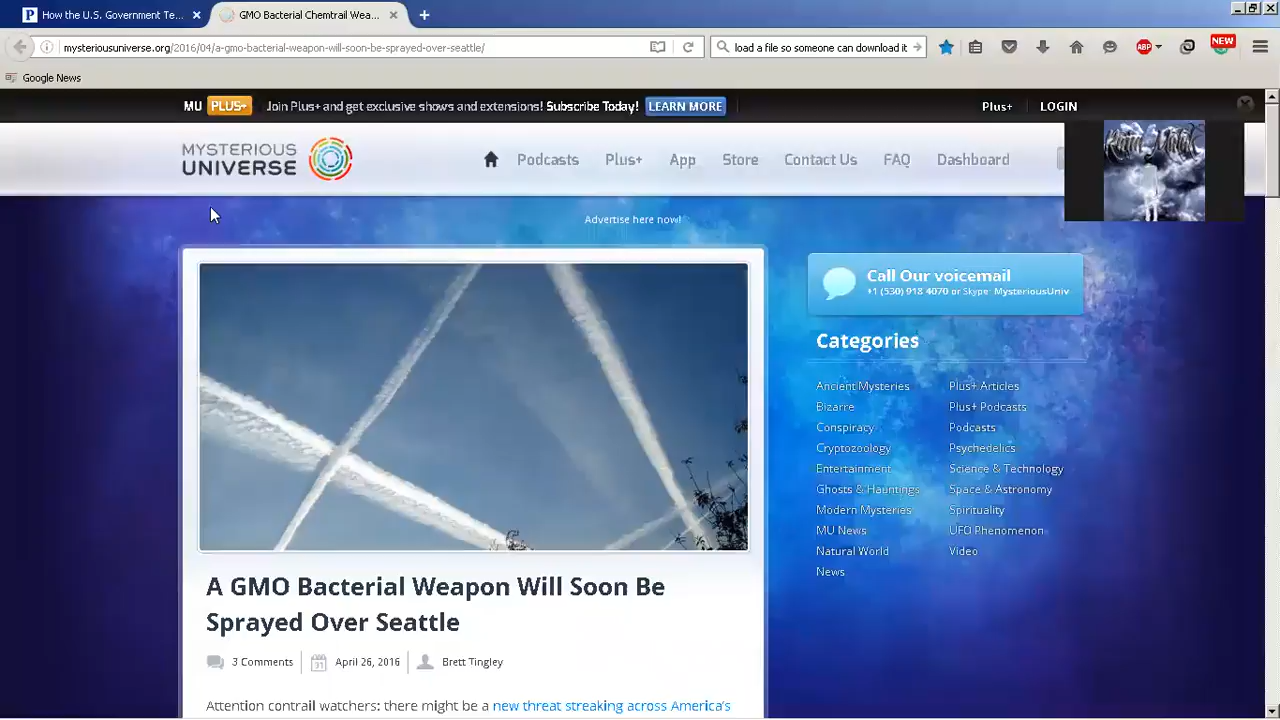 How the U.S. Government Te...
GMO Bacterial Chemtrail Wea...
mysteriousuniverse.org/2016/04/a-gmo-bacterial-weapon-will-soon-be-sprayed-over-seattle/
load a file so someone can download it
ABP
NEW
Google News
MU PLUS+ Join Plus+ and get exclusive shows and extensions! Subscribe Today! LEARN MORE
Plus+ LOGIN
MYSTERIOUS
UNIVERSE
Podcasts Plus+ App Store Contact Us FAQ Dashboard
Advertise here now!
Call Our voicemail
+1 (530) 918 4070 or Skype: MysteriousUniv
Categories
Ancient Mysteries Plus+ Articles
Bizarre Plus+ Podcasts
Conspiracy Podcasts
Cryptozoology Psychedelics
Entertainment Science & Technology
Ghosts & Hauntings Space & Astronomy
Modern Mysteries Spirituality
MU News UFO Phenomenon
Natural World Video
News
A GMO Bacterial Weapon Will Soon Be
Sprayed Over Seattle
3 Comments 31 April 26, 2016 Brett Tingley
Attention contrail watchers: there might be a new threat streaking across America's